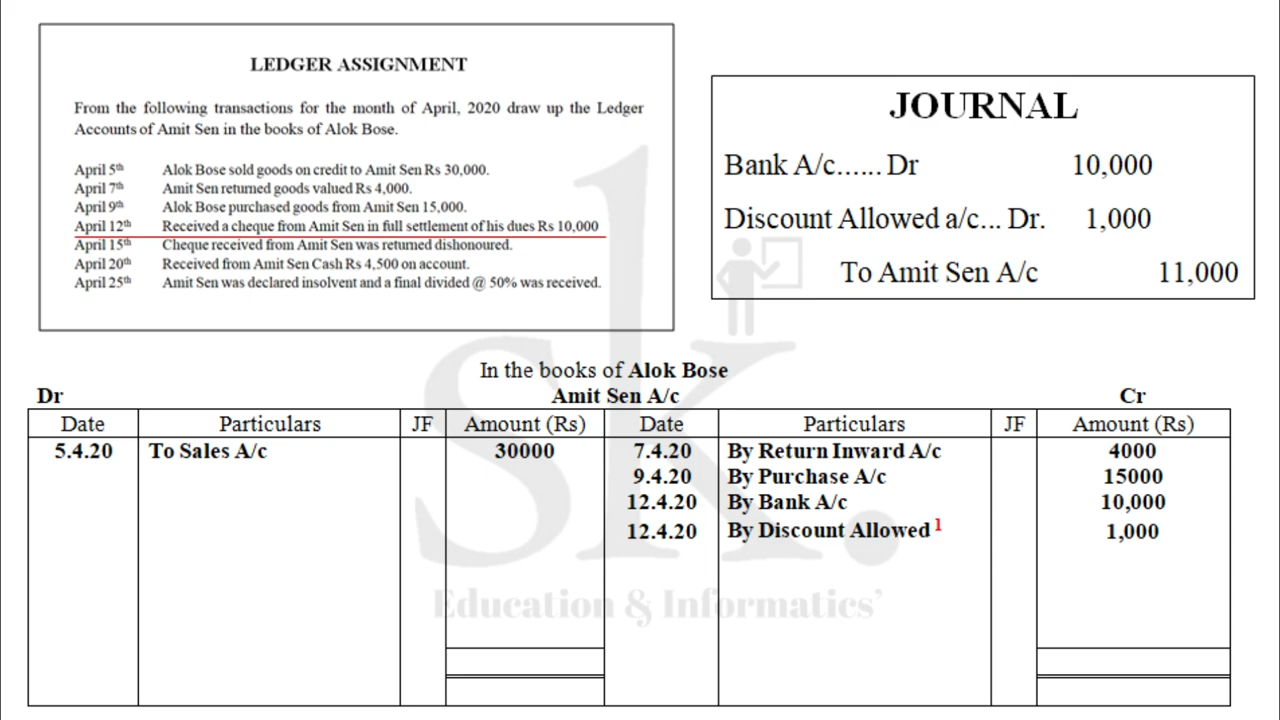 LEDGER ASSIGNMENT
From the following transactions for the month of April, 2020 draw up the Ledger
Accounts of Amit Sen in the books of Alok Bose.
April 5th Alok Bose sold goods on credit to Amit Sen Rs 30,000.
April 7th Amit Sen returned goods valued Rs 4,000.
April 9th Alok Bose purchased goods from Amit Sen 15,000.
April 12th Received a cheque from Amit Sen in full settlement of his dues Rs 10,000
April 15th Cheque received from Amit Sen was returned dishonoured.
April 20th Received from Amit Sen Cash Rs 4,500 on account.
April 25th Amit Sen was declared insolvent and a final divided @ 50% was received.
JOURNAL
Bank A/c...... Dr 10,000
Discount Allowed a/c... Dr. 1,000
To Amit Sen A/c 11,000
sk.
Education & Informatics’
In the books of Alok Bose
Dr Amit Sen A/c Cr
Date Particulars JF Amount (Rs) Date Particulars JF Amount (Rs)
5.4.20 To Sales A/c 30000 7.4.20 By Return Inward A/c 4000
9.4.20 By Purchase A/c 15000
12.4.20 By Bank A/c 10,000
12.4.20 By Discount Allowed 1 1,000